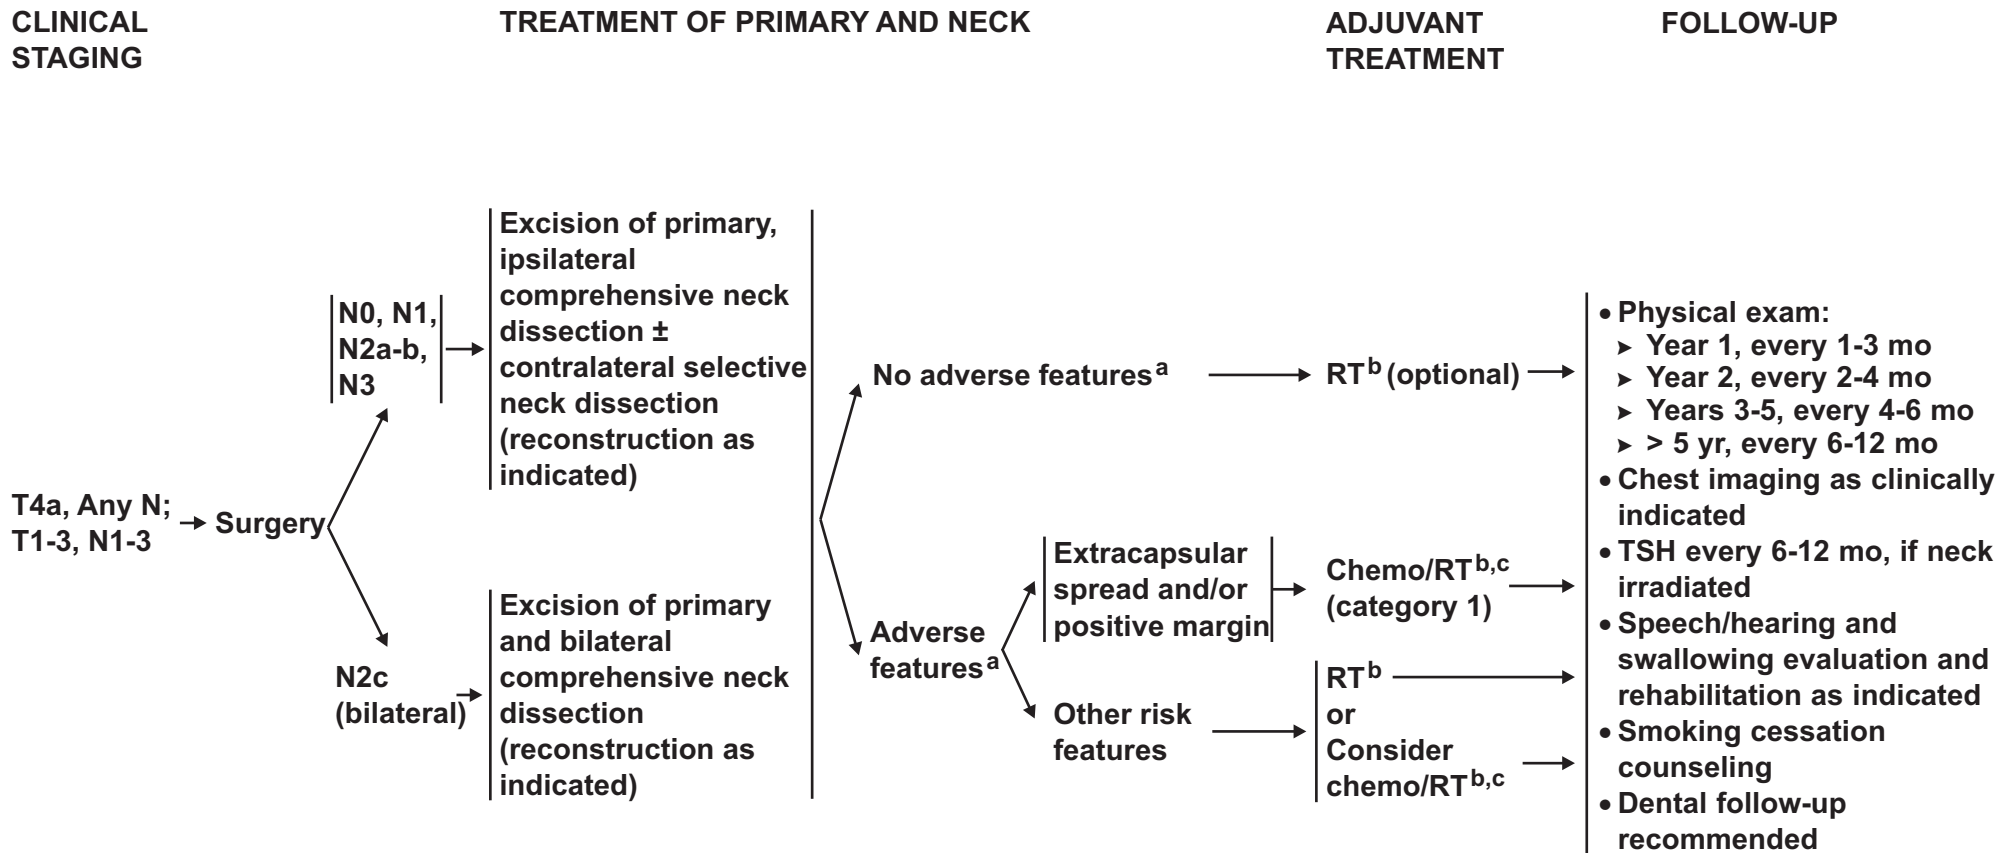 CLINICAL
STAGING
TREATMENT OF PRIMARY AND NECK
ADJUVANT
TREATMENT
FOLLOW-UP
T4a, Any N;
T1-3, N1-3
Surgery
N0, N1,
N2a-b,
N3
Excision of primary,
ipsilateral
comprehensive neck
dissection ±
contralateral selective
neck dissection
(reconstruction as
indicated)
N2c
(bilateral)
Excision of primary
and bilateral
comprehensive neck
dissection
(reconstruction as
indicated)
No adverse features a
RT b (optional)
Adverse
features a
Extracapsular
spread and/or
positive margin
Chemo/RT b,c
(category 1)
Other risk
features
RT b
or
Consider
chemo/RT b,c
• Physical exam:
➤ Year 1, every 1-3 mo
➤ Year 2, every 2-4 mo
➤ Years 3-5, every 4-6 mo
➤ > 5 yr, every 6-12 mo
• Chest imaging as clinically
indicated
• TSH every 6-12 mo, if neck
irradiated
• Speech/hearing and
swallowing evaluation and
rehabilitation as indicated
• Smoking cessation
counseling
• Dental follow-up
recommended